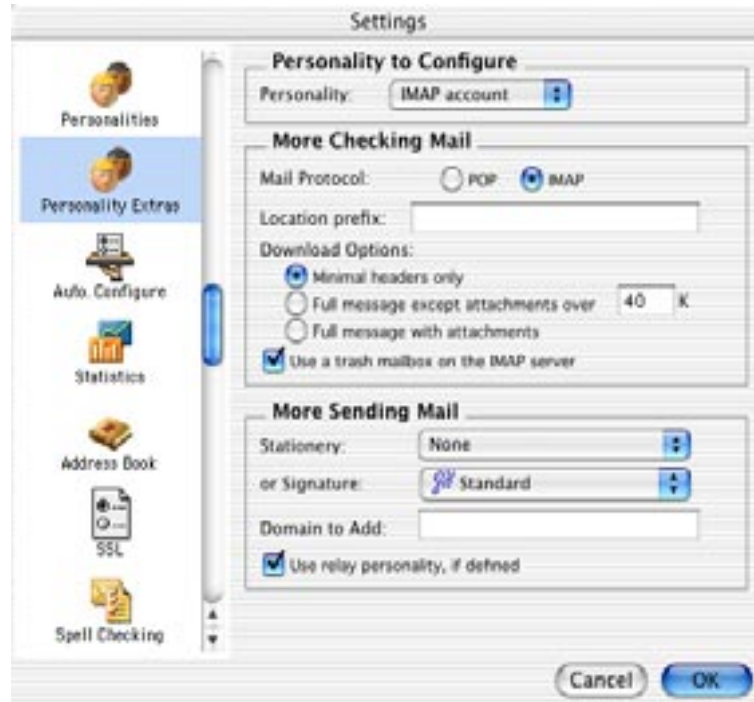 Settings
Personalities
Personality Extras
Auto. Configure
Statistics
Address Book
SSL
Spell Checking
Personality to Configure
Personality: IMAP account
More Checking Mail
Mail Protocol: POP IMAP
Location prefix:
Download Options:
Minimal headers only
Full message except attachments over 40 K
Full message with attachments
Use a trash mailbox on the IMAP server
More Sending Mail
Stationery: None
or Signature: Standard
Domain to Add:
Use relay personality, if defined
Cancel OK